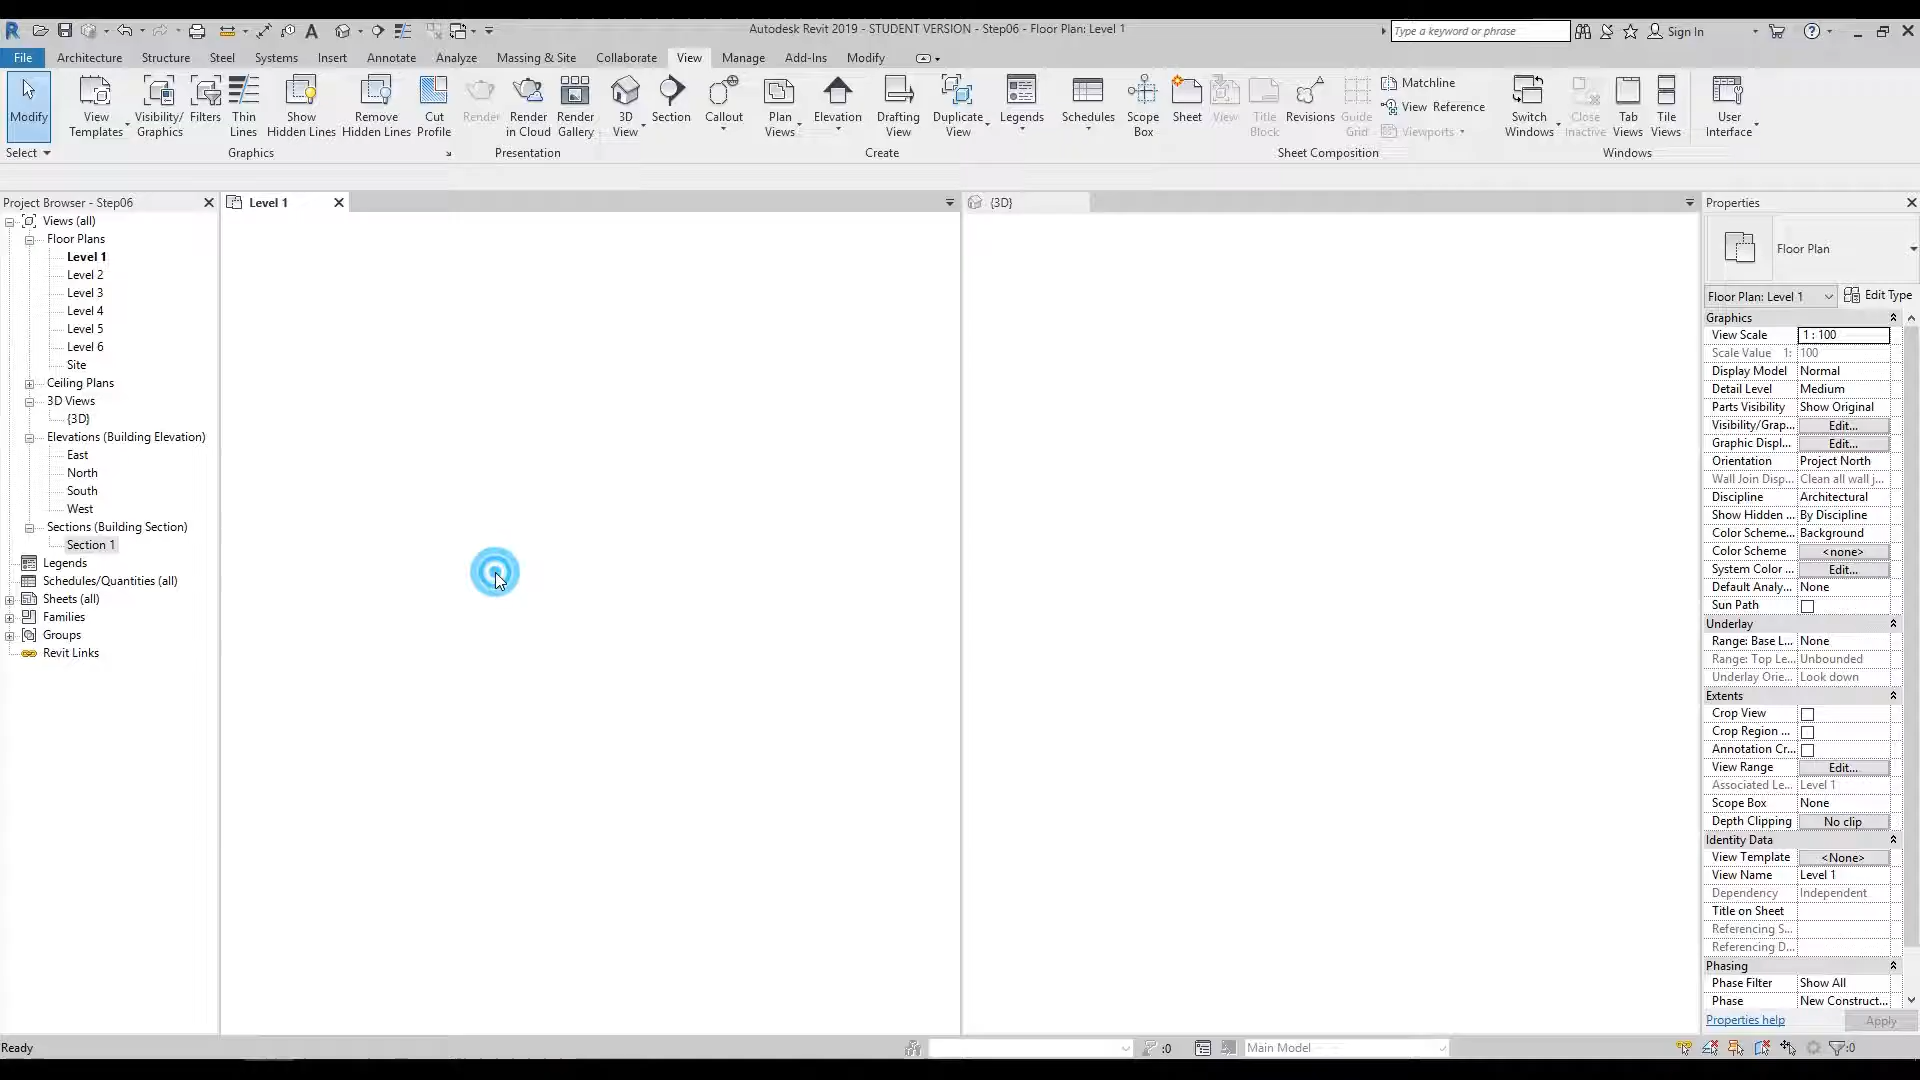 Autodesk Revit 2019 - STUDENT VERSION - Step06 - Floor Plan: Level 1
Type a keyword or phrase
Sign In
File Architecture Structure Steel Systems Insert Annotate Analyze Massing & Site Collaborate View Manage Add-Ins Modify
Modify
View Templates
Visibility/ Graphics
Filters
Thin Lines
Show Hidden Lines
Remove Hidden Lines
Cut Profile
Render
Render in Cloud
Render Gallery
3D View
Section
Callout
Plan Views
Elevation
Drafting View
Duplicate View
Legends
Schedules
Scope Box
Sheet
View
Title Block
Revisions
Guide Grid
Matchline
View Reference
Viewports
Switch Windows
Close Inactive
Tab Views
Tile Views
User Interface
Select
Graphics
Presentation
Create
Sheet Composition
Windows
Project Browser - Step06
Views (all)
Floor Plans
Level 1
Level 2
Level 3
Level 4
Level 5
Level 6
Site
Ceiling Plans
3D Views
{3D}
Elevations (Building Elevation)
East
North
South
West
Sections (Building Section)
Section 1
Legends
Schedules/Quantities (all)
Sheets (all)
Families
Groups
Revit Links
Level 1
{3D}
Properties
Floor Plan
Floor Plan: Level 1
Edit Type
Graphics
View Scale 1 : 100
Scale Value 1: 100
Display Model Normal
Detail Level Medium
Parts Visibility Show Original
Visibility/Grap... Edit...
Graphic Displ... Edit...
Orientation Project North
Wall Join Disp... Clean all wall j...
Discipline Architectural
Show Hidden ... By Discipline
Color Scheme... Background
Color Scheme <none>
System Color ... Edit...
Default Analy... None
Sun Path
Underlay
Range: Base L... None
Range: Top Le... Unbounded
Underlay Orie... Look down
Extents
Crop View
Crop Region ...
Annotation Cr...
View Range Edit...
Associated Le... Level 1
Scope Box None
Depth Clipping No clip
Identity Data
View Template <None>
View Name Level 1
Dependency Independent
Title on Sheet
Referencing S...
Referencing D...
Phasing
Phase Filter Show All
Phase New Construct...
Properties help
Apply
Ready
:0
Main Model
:0